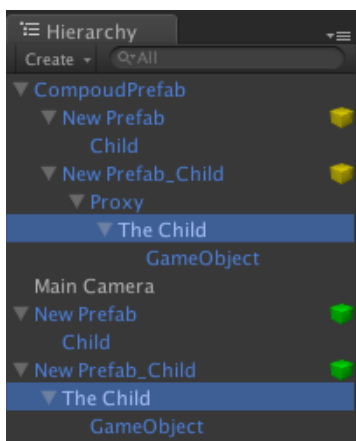 Hierarchy
Create All
CompoudPrefab
New Prefab
Child
New Prefab_Child
Proxy
The Child
GameObject
Main Camera
New Prefab
Child
New Prefab_Child
The Child
GameObject